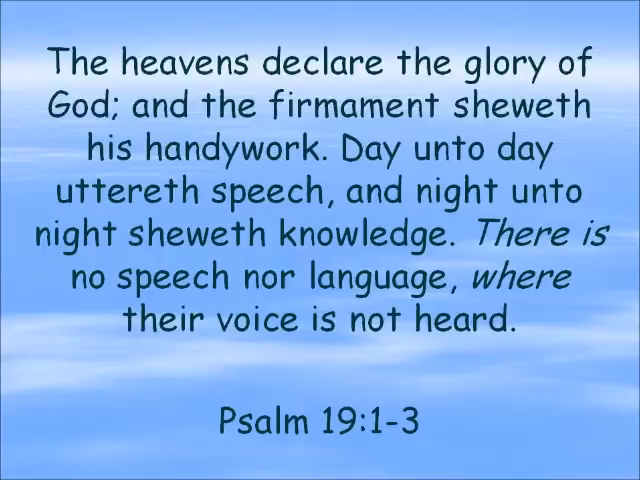 The heavens declare the glory of
God; and the firmament sheweth
his handywork. Day unto day
uttereth speech, and night unto
night sheweth knowledge. There is
no speech nor language, where
their voice is not heard.
Psalm 19:1-3